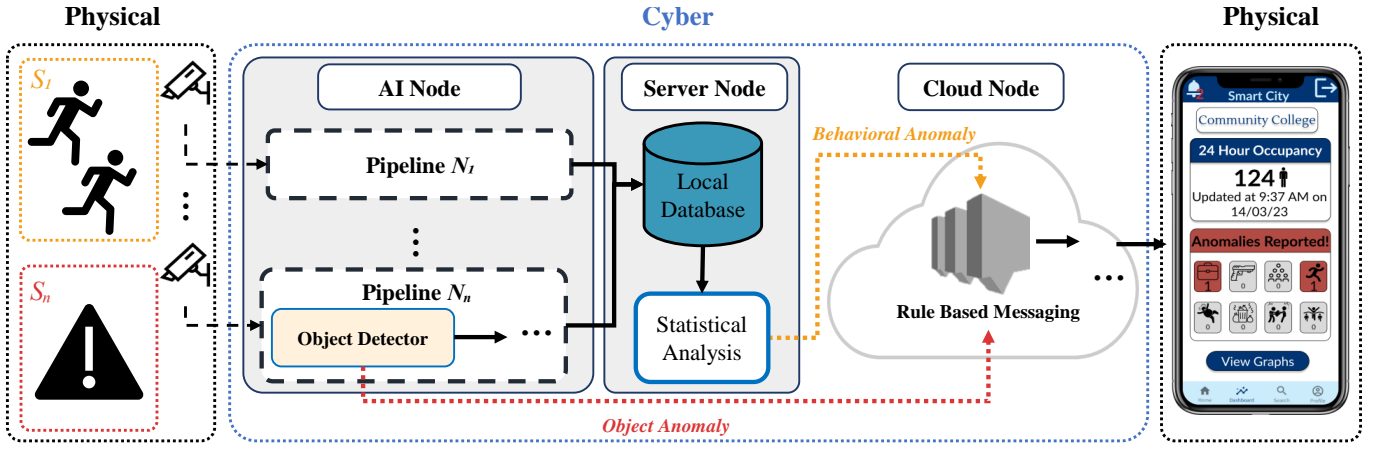 Physical
Cyber
Physical
S1
Sn
AI Node
Pipeline N1
Pipeline Nn
Object Detector
Server Node
Local
Database
Statistical
Analysis
Cloud Node
Behavioral Anomaly
Rule Based Messaging
Object Anomaly
2
Smart City
Community College
24 Hour Occupancy
124
Updated at 9:37 AM on
14/03/23
Anomalies Reported!
1 0 0 1
0 0 0 0
View Graphs
Home Dashboard Search Profile